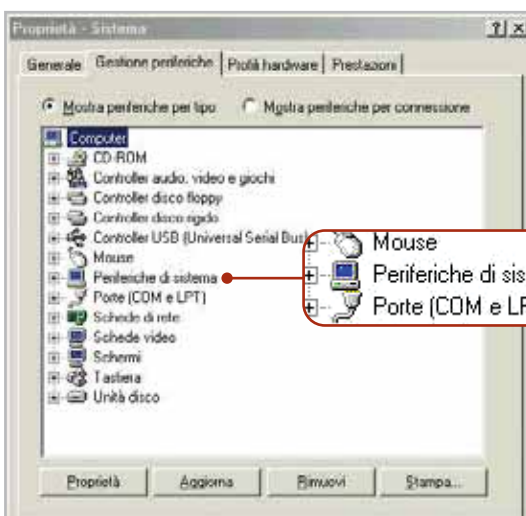 Proprietà - Sistema
Generale Gestione periferiche Profili hardware Prestazioni
Mostra periferiche per tipo Mostra periferiche per connessione
Computer
CD-ROM
Controller audio, video e giochi
Controller disco floppy
Controller disco rigido
Controller USB (Universal Serial Bus)
Mouse
Periferiche di sistema
Porte (COM e LPT)
Schede di rete
Schede video
Schermi
Tastiera
Unità disco
Mouse
Periferiche di sis
Porte (COM e LP
Proprietà Aggiorna Rimuovi Stampa...